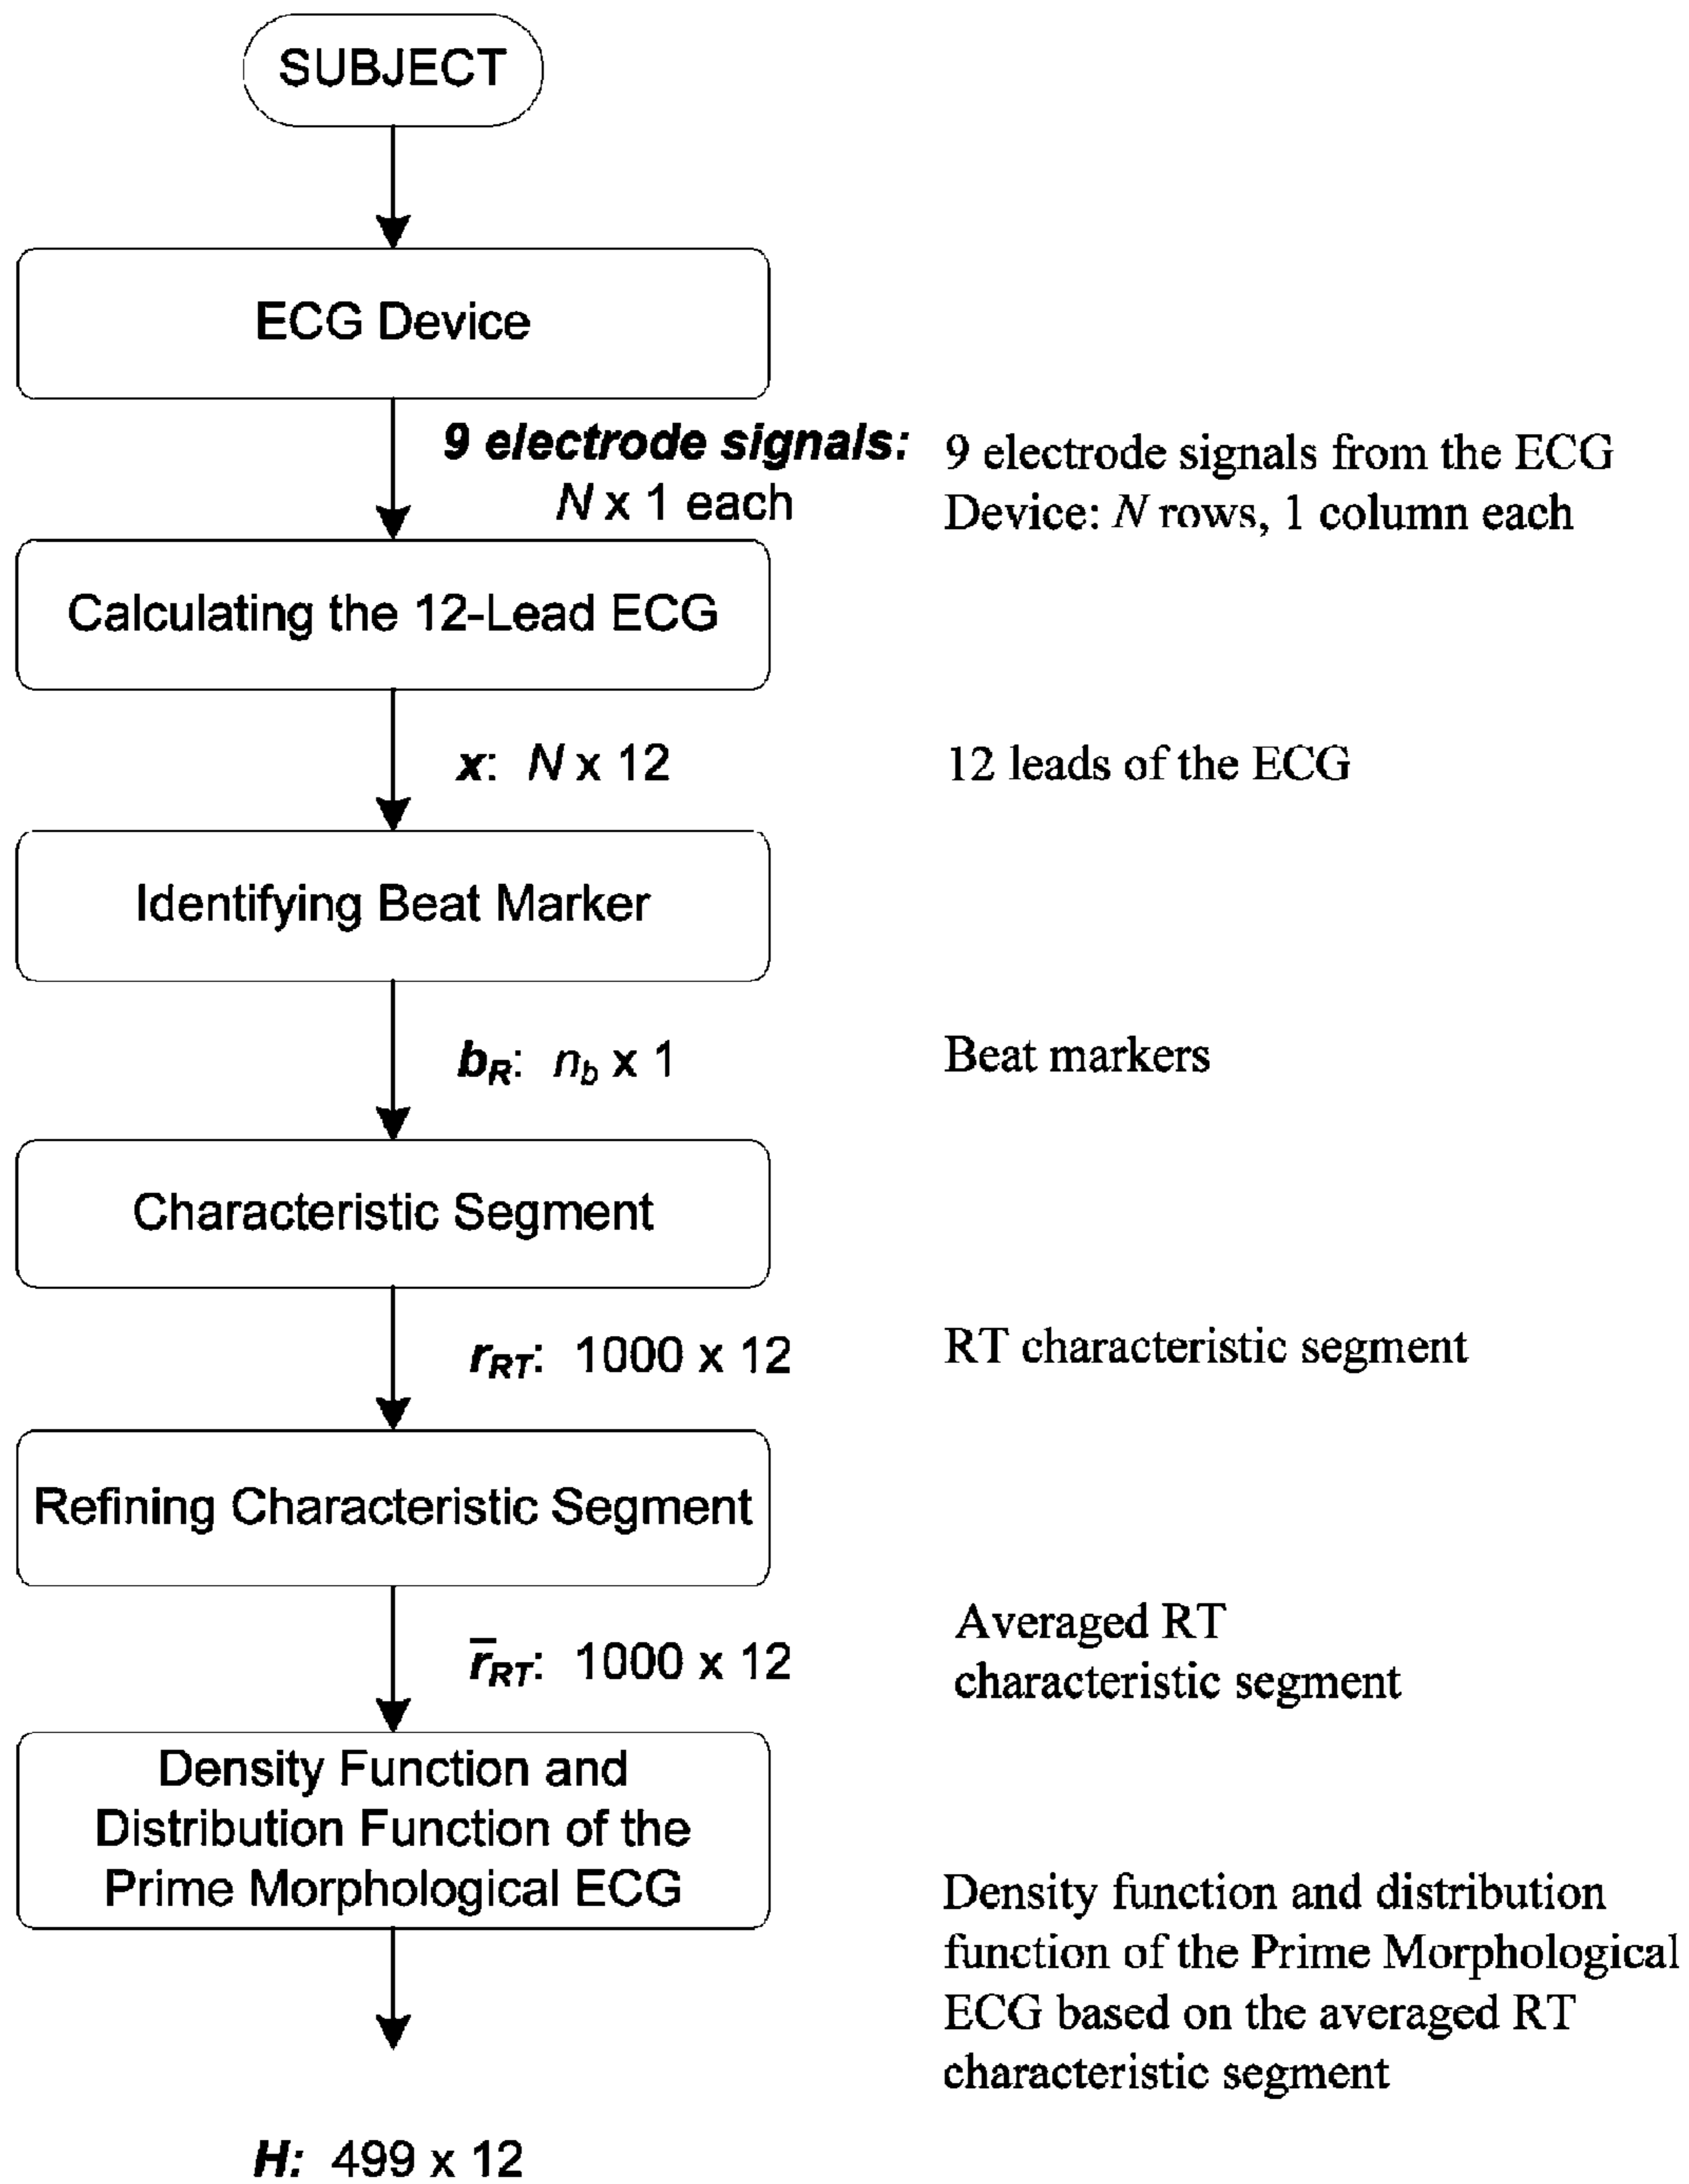 SUBJECT
ECG Device
9 electrode signals:
N x 1 each
9 electrode signals from the ECG
Device: N rows, 1 column each
Calculating the 12-Lead ECG
x: N x 12
12 leads of the ECG
Identifying Beat Marker
b_R: n_b x 1
Beat markers
Characteristic Segment
r_RT: 1000 x 12
RT characteristic segment
Refining Characteristic Segment
r̅_RT: 1000 x 12
Averaged RT
characteristic segment
Density Function and
Distribution Function of the
Prime Morphological ECG
Density function and distribution
function of the Prime Morphological
ECG based on the averaged RT
characteristic segment
H: 499 x 12